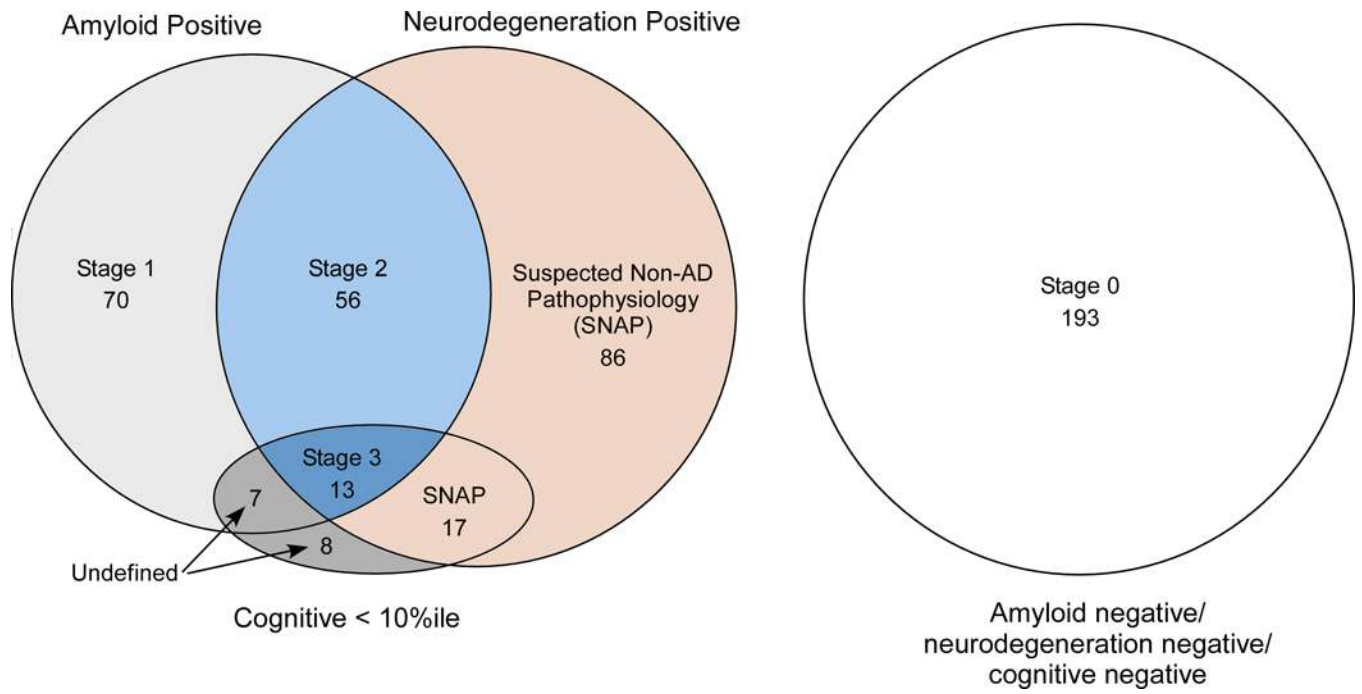 Amyloid Positive
Neurodegeneration Positive
Stage 1
70
Stage 2
56
Suspected Non-AD
Pathophysiology
(SNAP)
86
Stage 3
13
SNAP
17
7
8
Undefined
Cognitive < 10%ile
Stage 0
193
Amyloid negative/
neurodegeneration negative/
cognitive negative